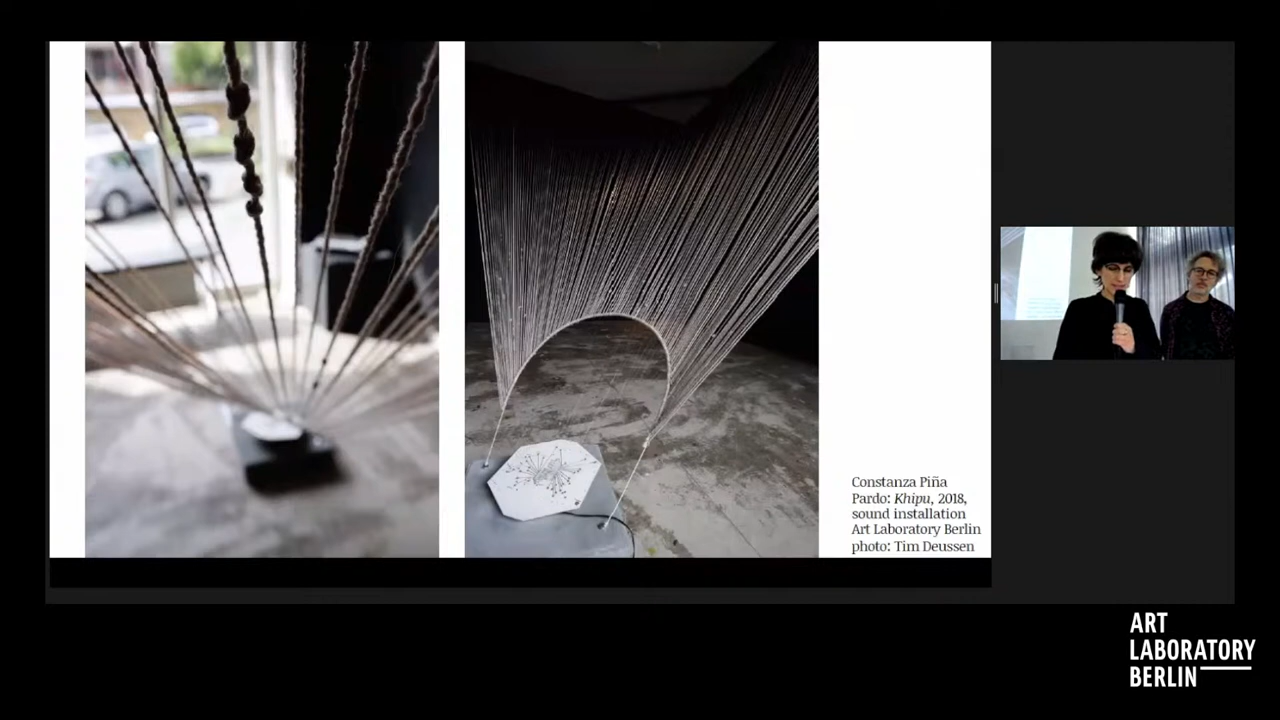 Constanza Piña
Pardo: Khipu, 2018,
sound installation
Art Laboratory Berlin
photo: Tim Deussen
ART
LABORATORY
BERLIN